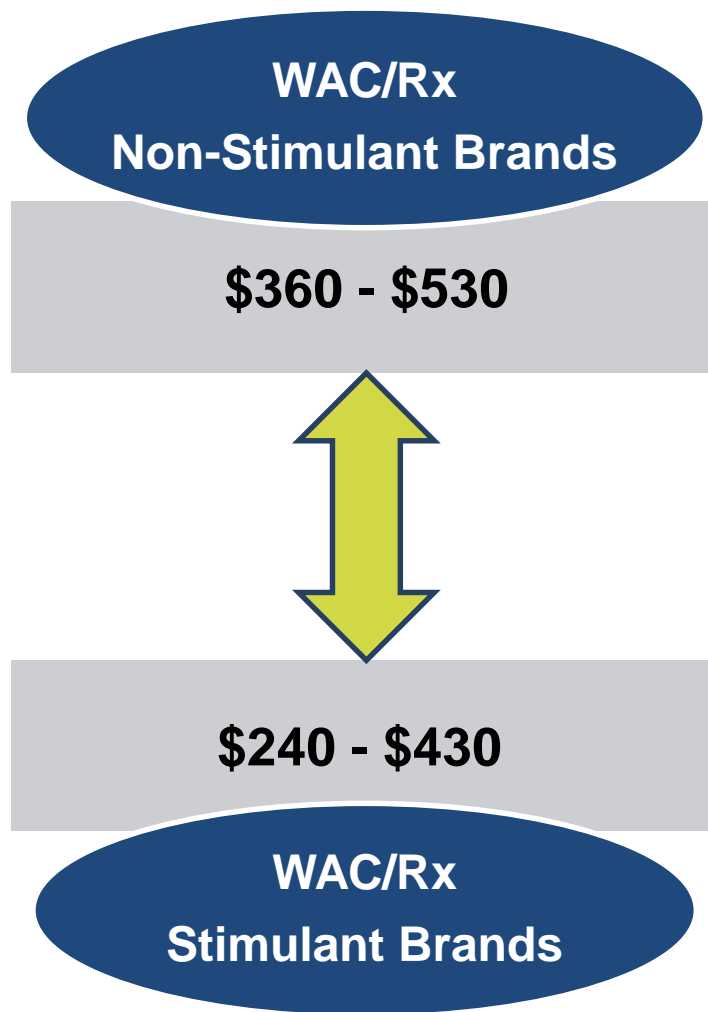 WAC/Rx
Non-Stimulant Brands
$360 - $530
$240 - $430
WAC/Rx
Stimulant Brands